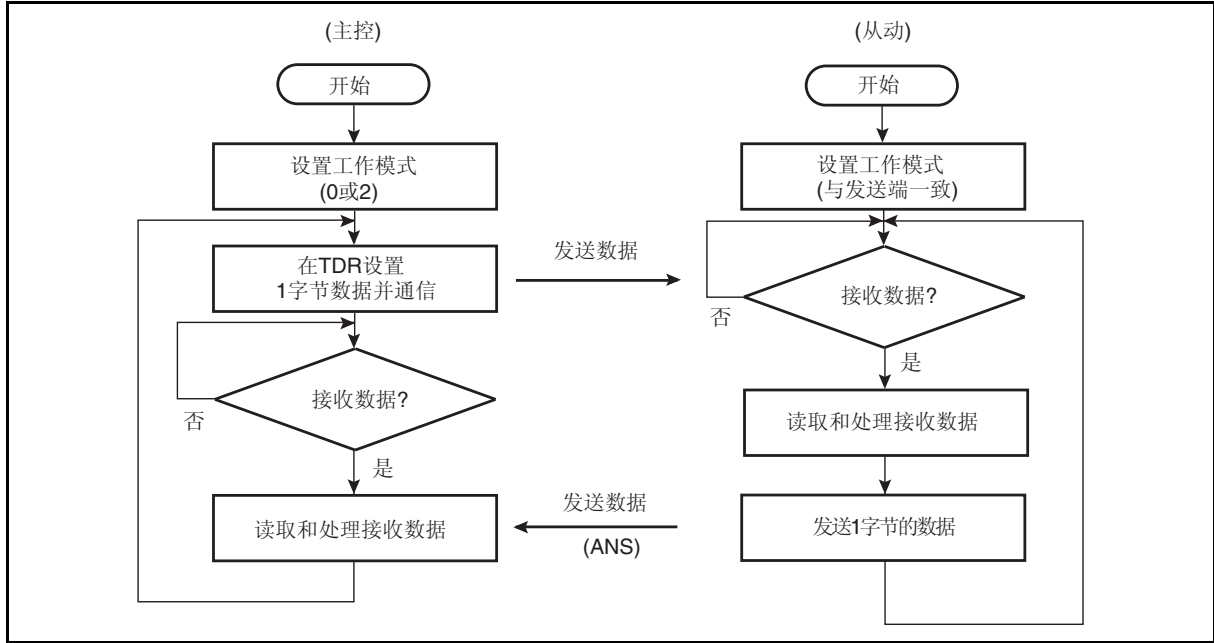 (主控)
开始
设置工作模式
(0或2)
在TDR设置
1字节数据并通信
接收数据?
否
是
读取和处理接收数据
发送数据
发送数据
(ANS)
(从动)
开始
设置工作模式
(与发送端一致)
接收数据?
否
是
读取和处理接收数据
发送1字节的数据